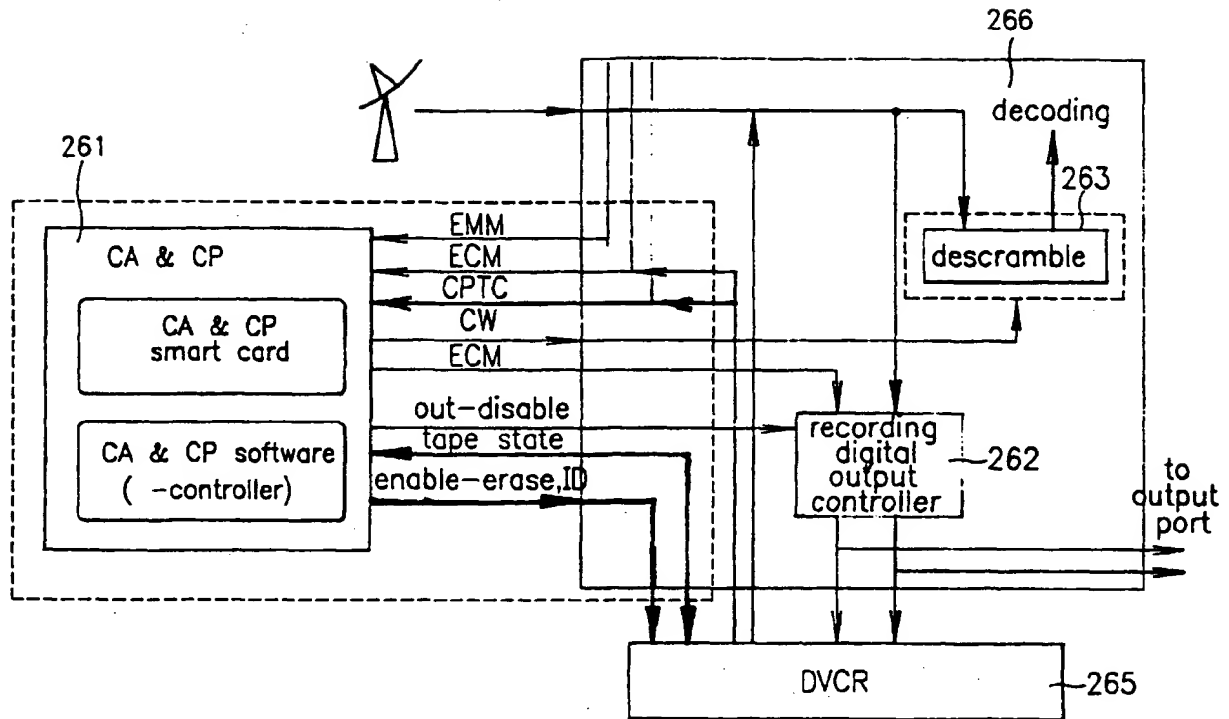 266
decoding
263
descramble
261
CA & CP
CA & CP
smart card
CA & CP software
( -controller)
EMM
ECM
CPTC
CW
ECM
out-disable
tape state
enable-erase,ID
recording
digital
output
controller
262
to
output
port
DVCR
265